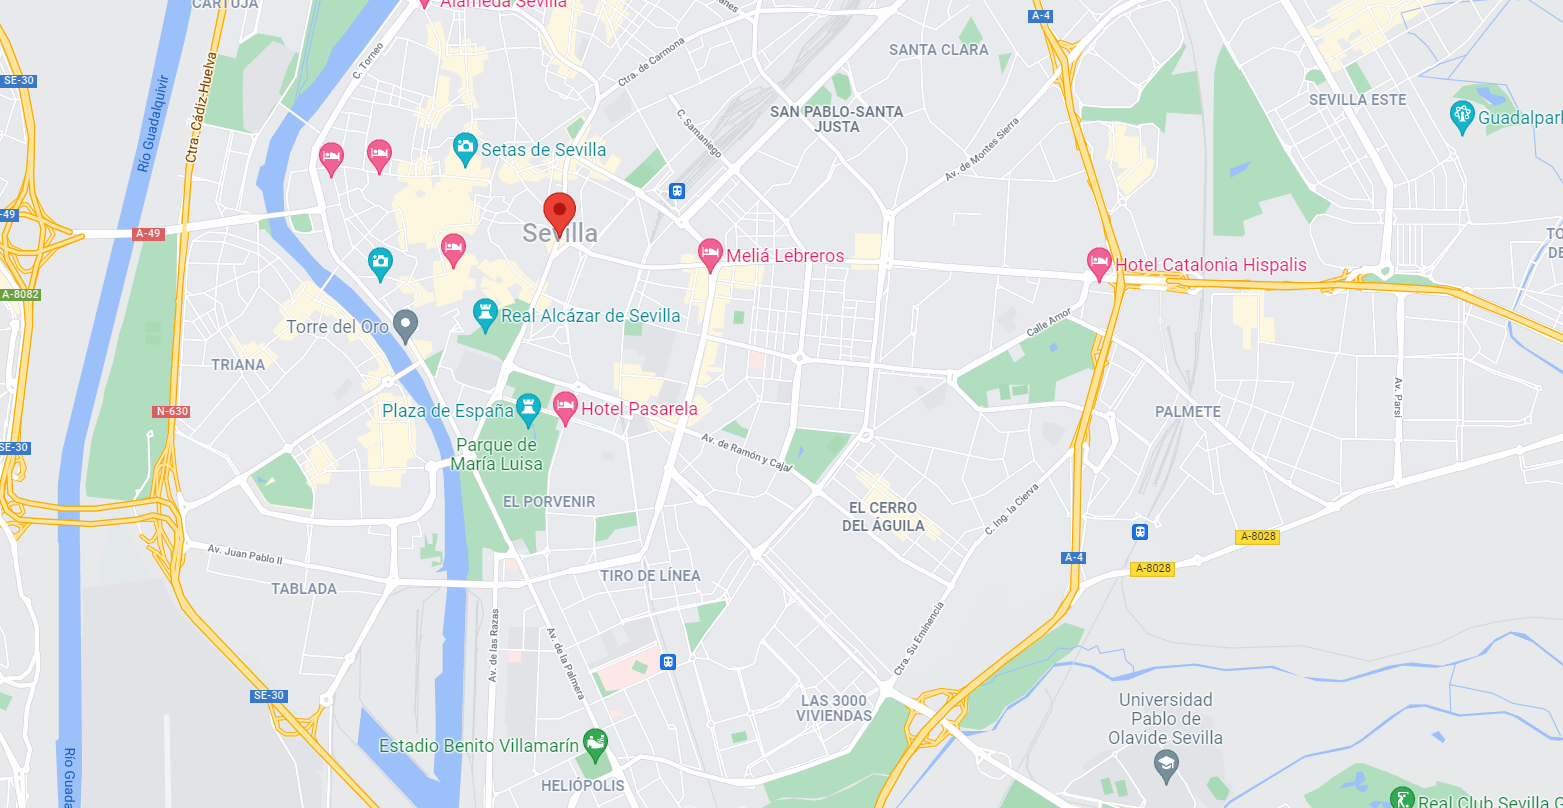 CARTUJA
Alameda Sevilla
A-4
SANTA CLARA
C. Torneo
Ctra. de Carmona
SE-30
Río Guadalquivir
Ctra. Cádiz-Huelva
SEVILLA ESTE
SAN PABLO-SANTA
JUSTA
Guadalpark
C. Samaniego
Setas de Sevilla
Av. de Montes Sierra
-49
A-49
Sevilla
Meliá Lebreros
Hotel Catalonia Hispalis
TO
DE
A-8082
Real Alcázar de Sevilla
Torre del Oro
Calle Amor
TRIANA
N-630
Plaza de España
Hotel Pasarela
PALMETE
Av. Parsi
SE-30
Parque de
María Luisa
Av. de Ramón y Cajal
EL PORVENIR
EL CERRO
DEL ÁGUILA
C. Ing. la Cierva
A-8028
Av. Juan Pablo II
A-4
A-8028
TABLADA
TIRO DE LÍNEA
Av. de las Razas
Av. de la Palmera
Ctra. Su Eminencia
SE-30
LAS 3000
VIVIENDAS
Universidad
Pablo de
Olavide Sevilla
Estadio Benito Villamarín
Río Guada
HELIÓPOLIS
Real Club Sevilla G